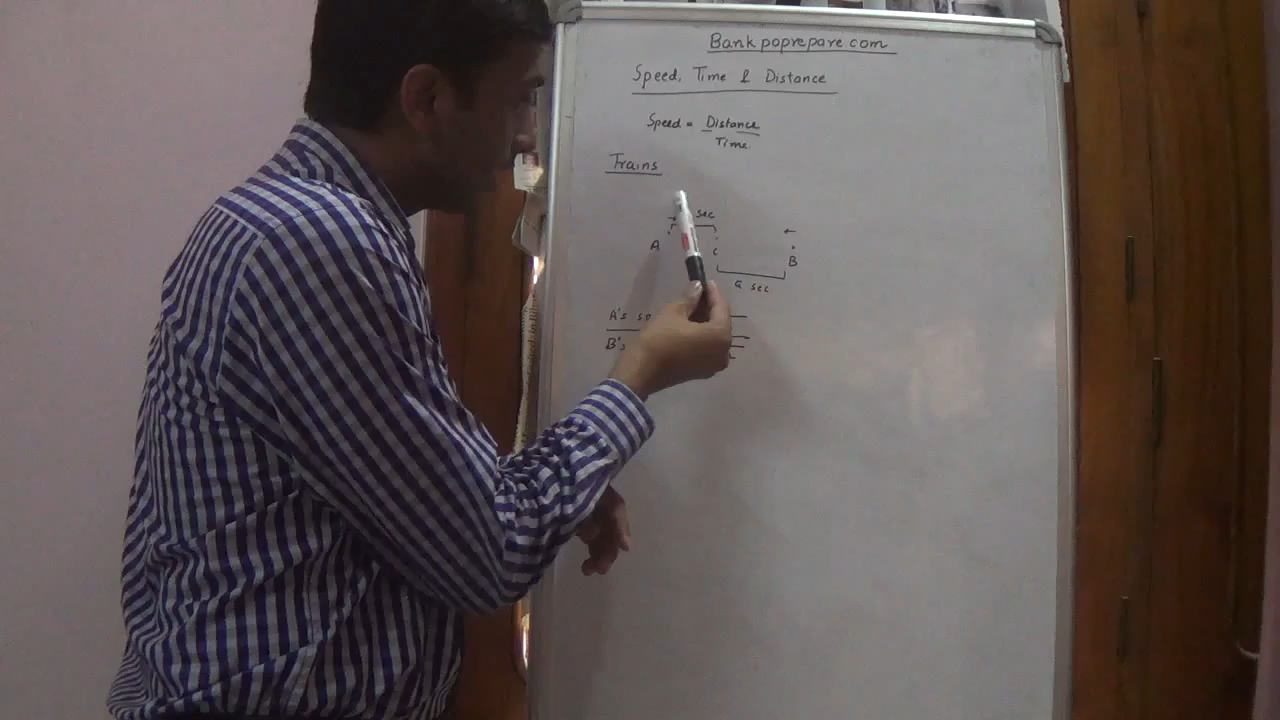 Bankpoprepare com
Speed, Time & Distance
Speed = Distance
Time
Trains
sec
A
C
B
a sec
A's
B's